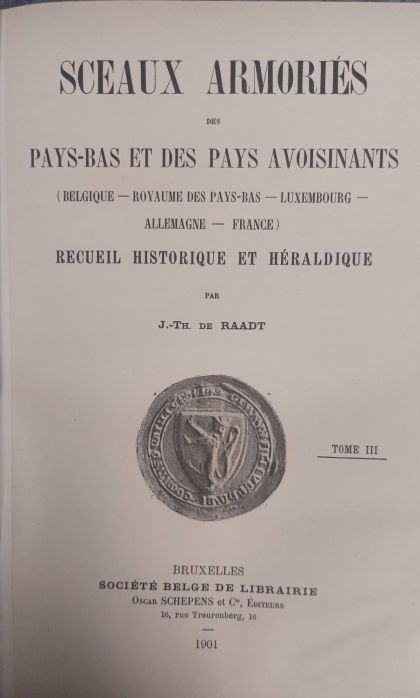 SCEAUX ARMORIÉS
DES
PAYS-BAS ET DES PAYS AVOISINANTS
(BELGIQUE — ROYAUME DES PAYS-BAS — LUXEMBOURG —
ALLEMAGNE — FRANCE)
RECUEIL HISTORIQUE ET HÉRALDIQUE
PAR
J.-TH. DE RAADT
TOME III
BRUXELLES
SOCIÉTÉ BELGE DE LIBRAIRIE
OSCAR SCHEPENS et Cie, ÉDITEURS
16, rue Treurenberg, 16
1901